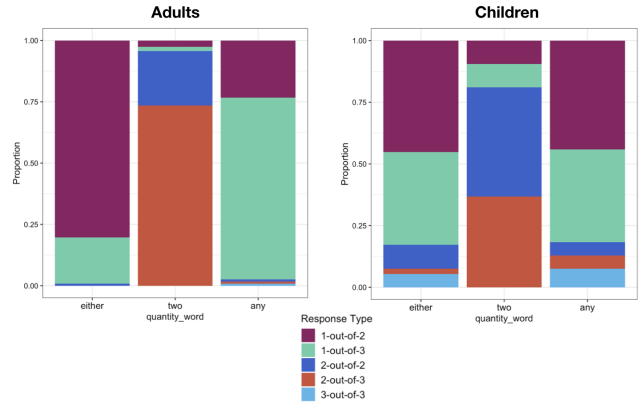 Adults
Children
1.00
0.75
0.50
0.25
0.00
Proportion
either two any
quantity_word
1.00
0.75
0.50
0.25
0.00
Proportion
either two any
quantity_word
Response Type
1-out-of-2
1-out-of-3
2-out-of-2
2-out-of-3
3-out-of-3